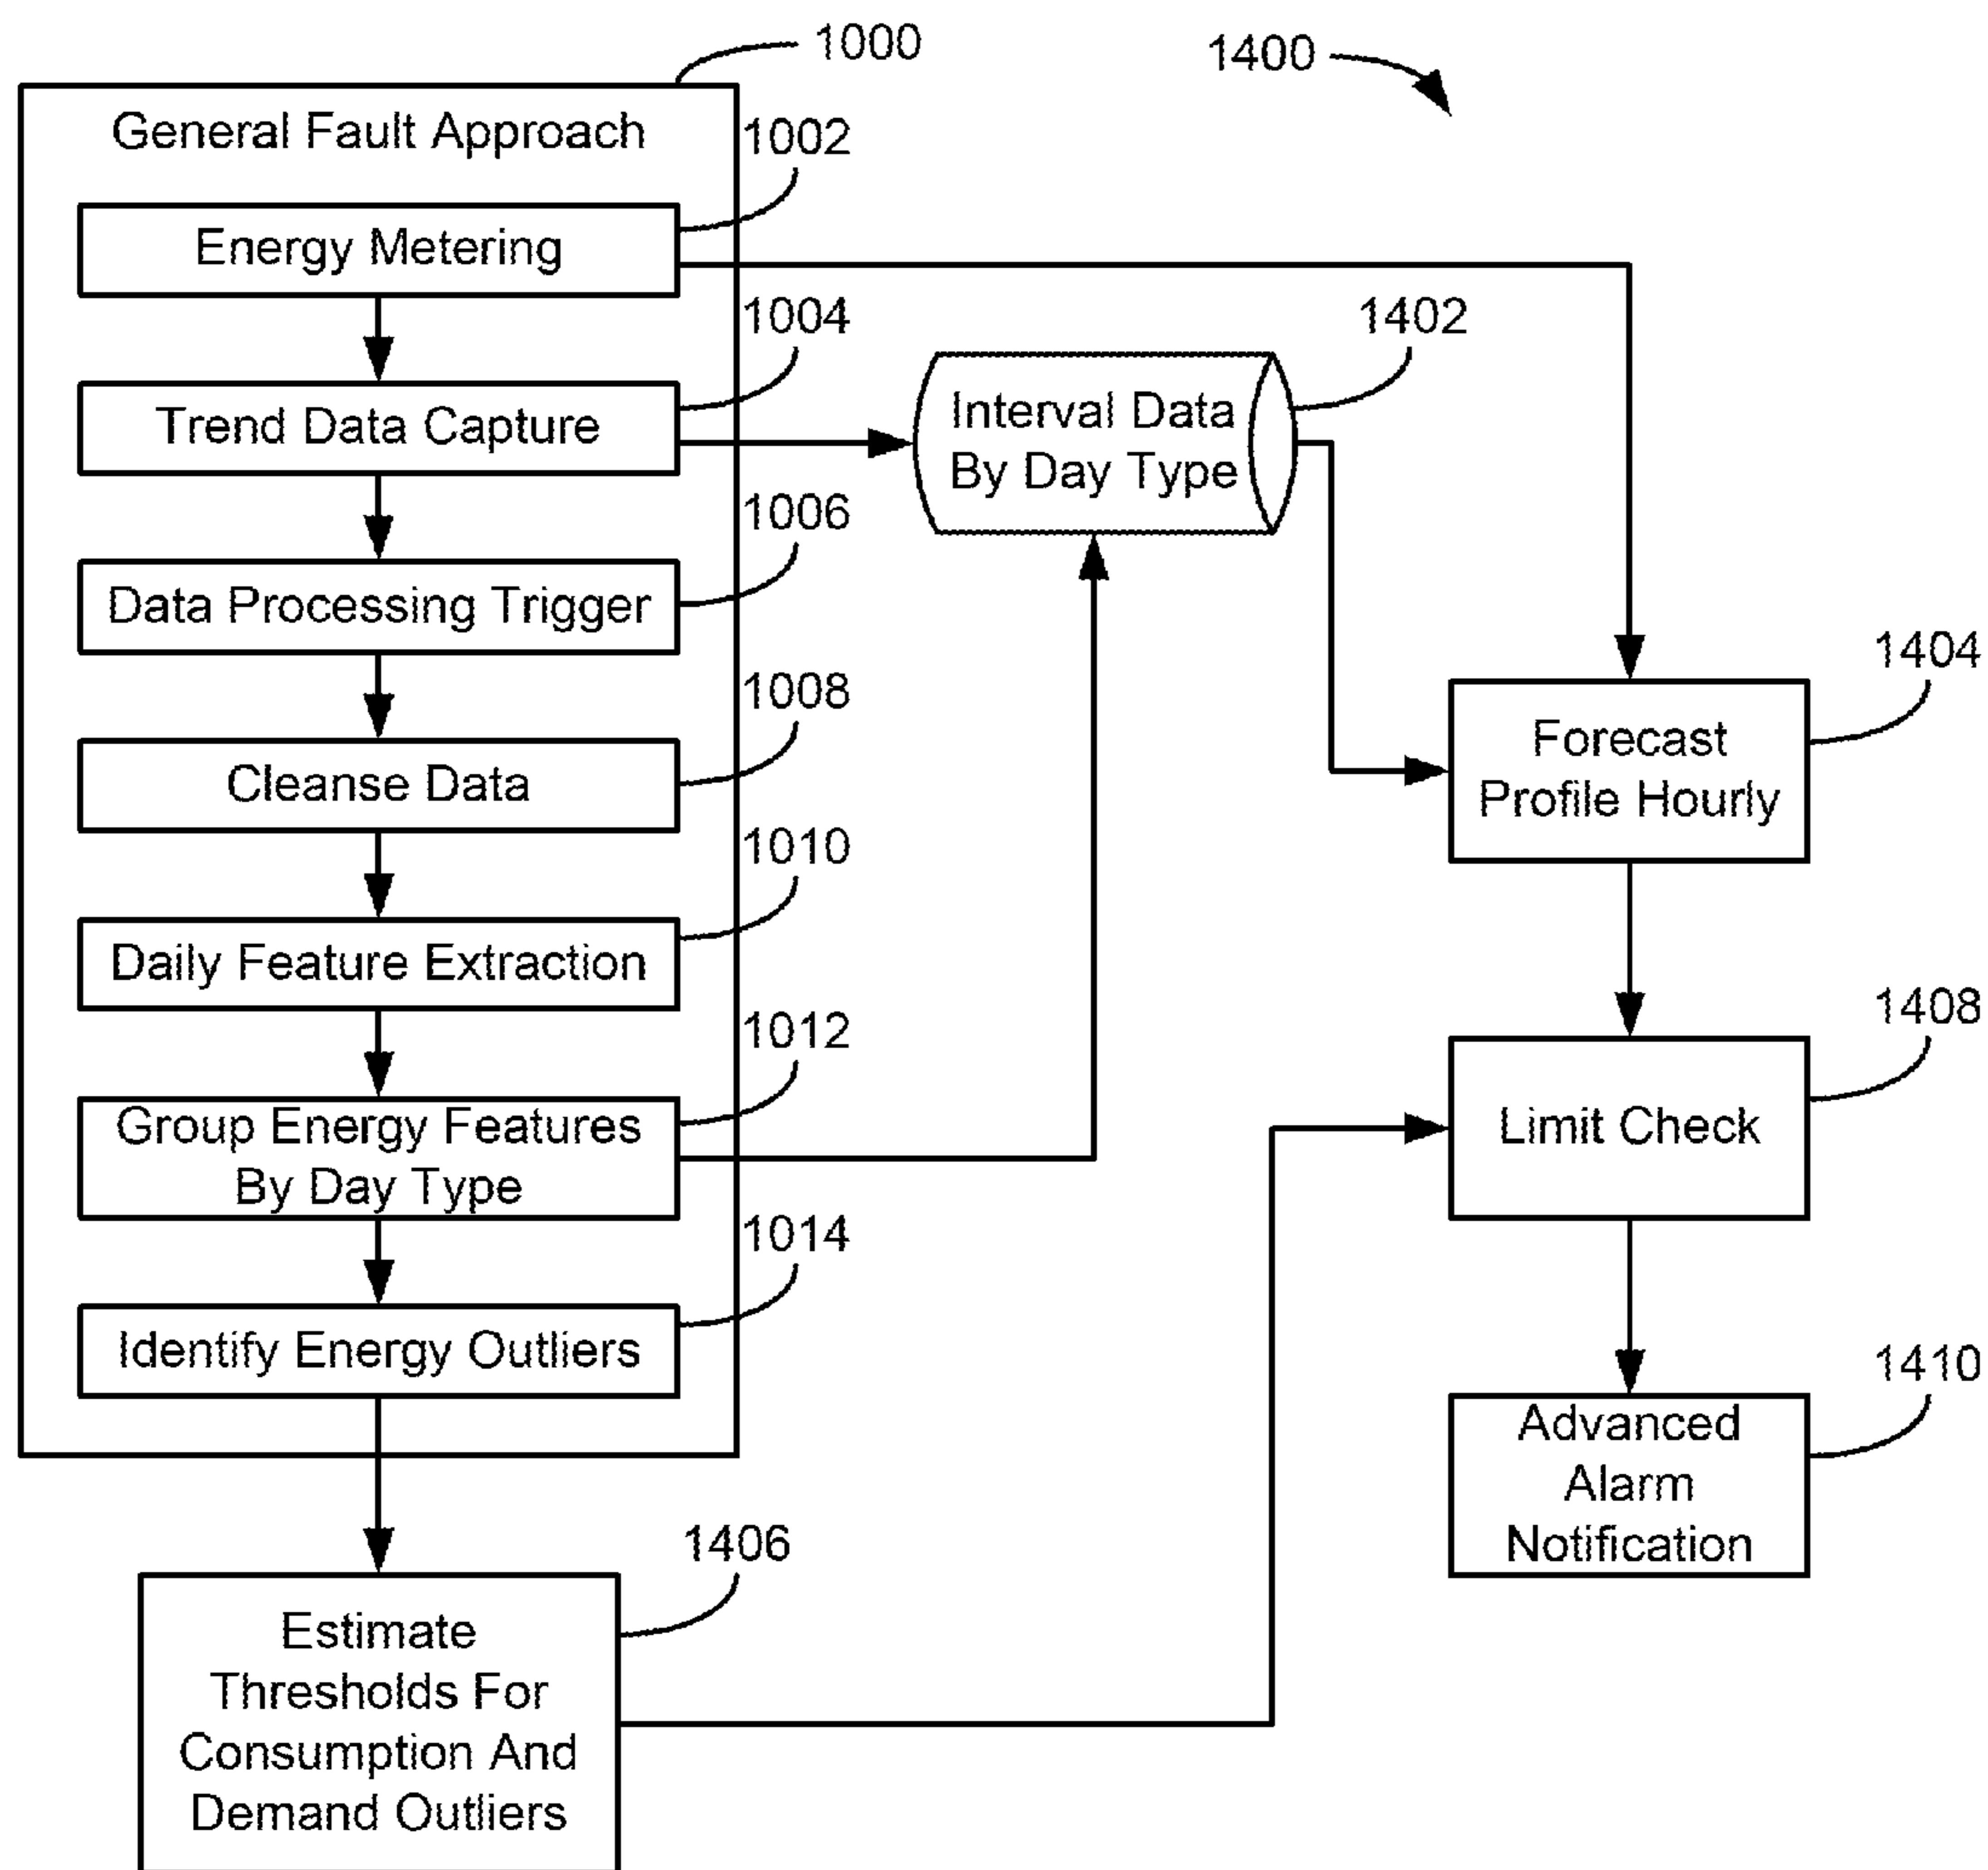 1000
1400
General Fault Approach
1002
Energy Metering
1004
1402
Trend Data Capture
Interval Data
By Day Type
1006
Data Processing Trigger
1404
Forecast
Profile Hourly
1008
Cleanse Data
1010
Daily Feature Extraction
1012
1408
Group Energy Features
By Day Type
Limit Check
1014
Identify Energy Outliers
1410
Advanced
Alarm
Notification
1406
Estimate
Thresholds For
Consumption And
Demand Outliers